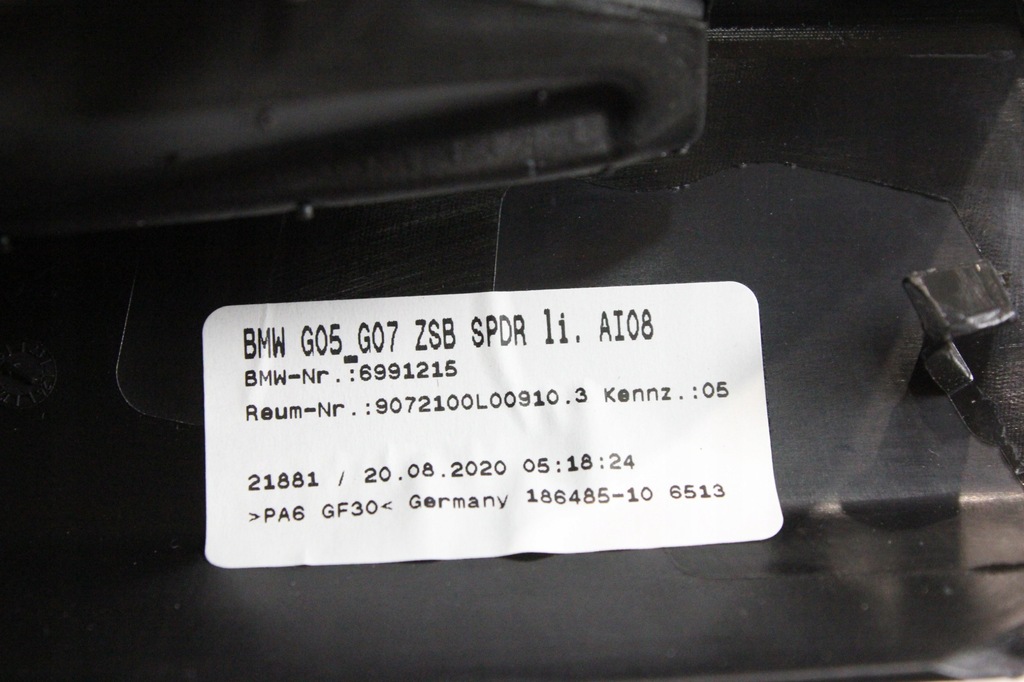 BMW G05_G07 ZSB SPDR li. AI08
BMW-Nr.:6991215
Reum-Nr.:9072100L00910.3 Kennz.:05
21881 / 20.08.2020 05:18:24
>PA6 GF30< Germany 186485-10 6513